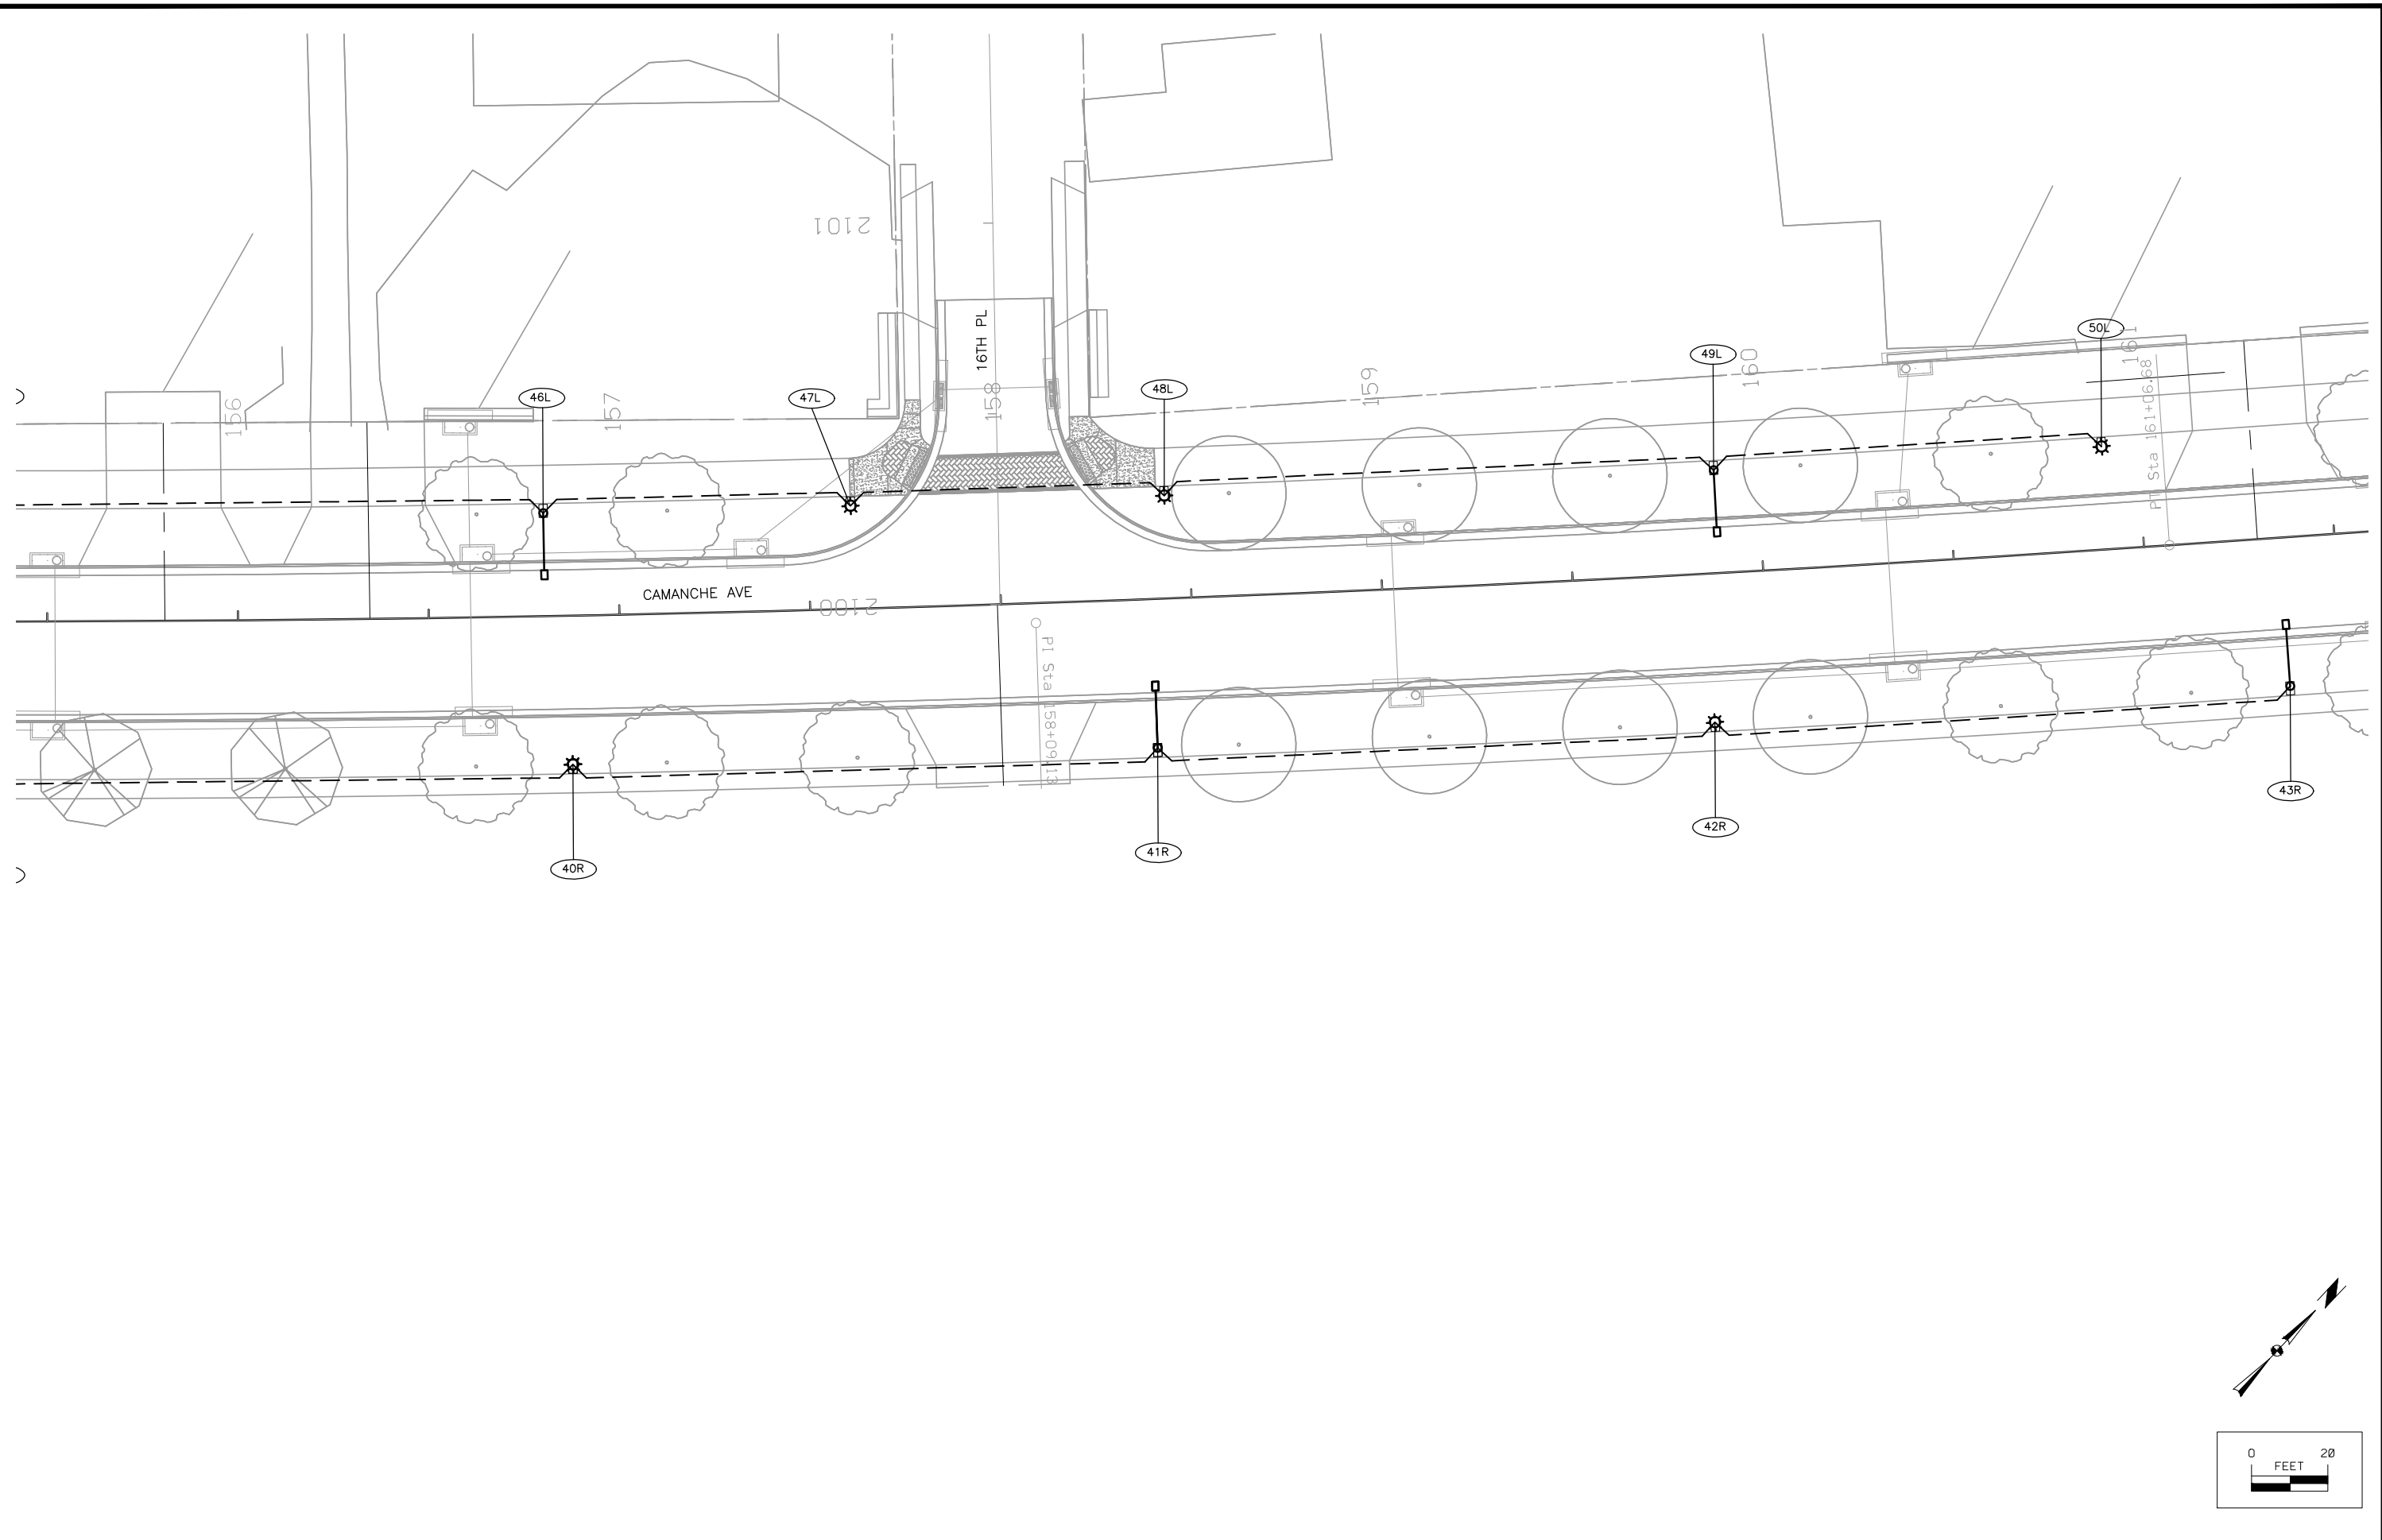 2101
16TH PL
50L
161
49L
160
159
48L
158
47L
157
46L
156
PI Sta 161+06.68
CAMANCHE AVE
2100
PI Sta 158+09.13
43R
42R
41R
40R
0 20
FEET